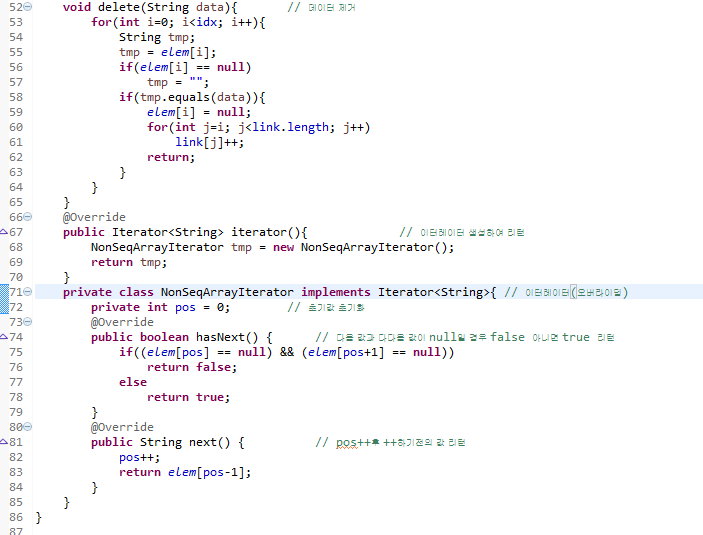 52 void delete(String data){ // 데이터 제거
53 for(int i=0; i<idx; i++){
54 String tmp;
55 tmp = elem[i];
56 if(elem[i] == null)
57 tmp = "";
58 if(tmp.equals(data)){
59 elem[i] = null;
60 for(int j=i; j<link.length; j++)
61 link[j]++;
62 return;
63 }
64 }
65 }
66 @Override
67 public Iterator<String> iterator(){ // 이터레이터 생성하여 리턴
68 NonSeqArrayIterator tmp = new NonSeqArrayIterator();
69 return tmp;
70 }
71 private class NonSeqArrayIterator implements Iterator<String>{ // 이터레이터(오버라이딩)
72 private int pos = 0; // 초기값 초기화
73 @Override
74 public boolean hasNext() { // 다음 값과 다다음 값이 null일 경우 false 아니면 true 리턴
75 if((elem[pos] == null) && (elem[pos+1] == null))
76 return false;
77 else
78 return true;
79 }
80 @Override
81 public String next() { // pos++후 ++하기전의 값 리턴
82 pos++;
83 return elem[pos-1];
84 }
85 }
86 }
87